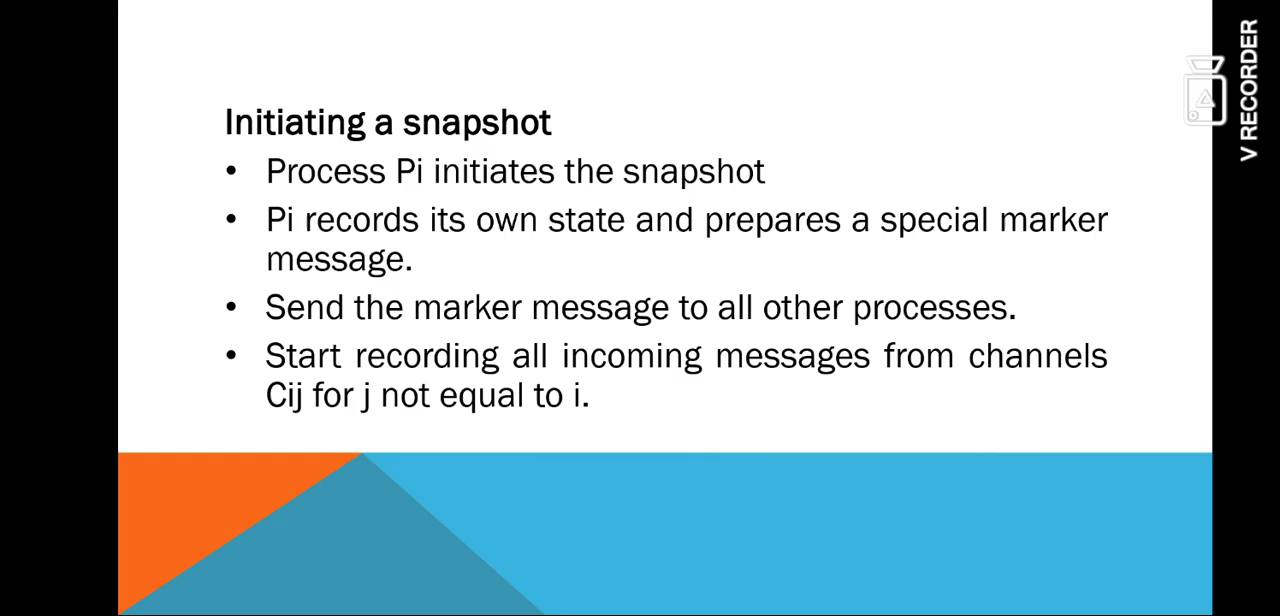 Initiating a snapshot
• Process Pi initiates the snapshot
• Pi records its own state and prepares a special marker
message.
• Send the marker message to all other processes.
• Start recording all incoming messages from channels
Cij for j not equal to i.
V RECORDER